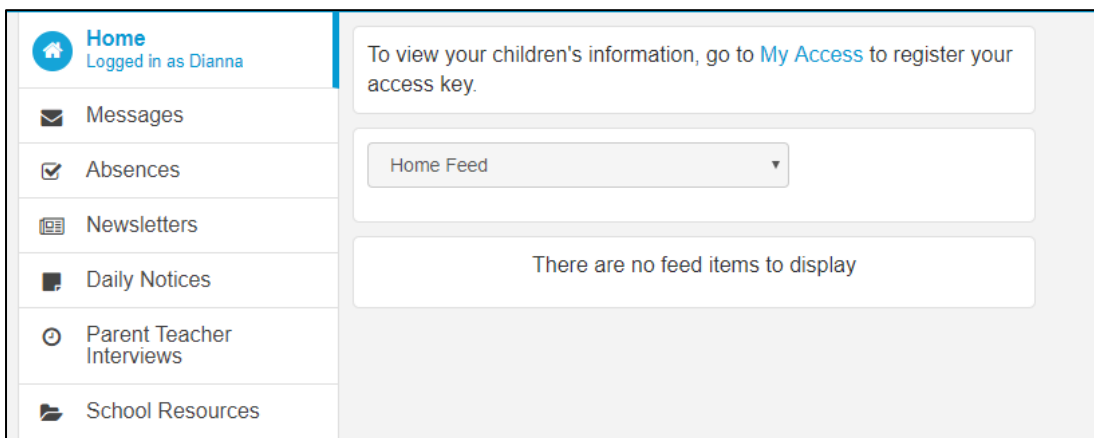 Home
Logged in as Dianna
Messages
Absences
Newsletters
Daily Notices
Parent Teacher
Interviews
School Resources
To view your children's information, go to My Access to register your
access key.
Home Feed
There are no feed items to display